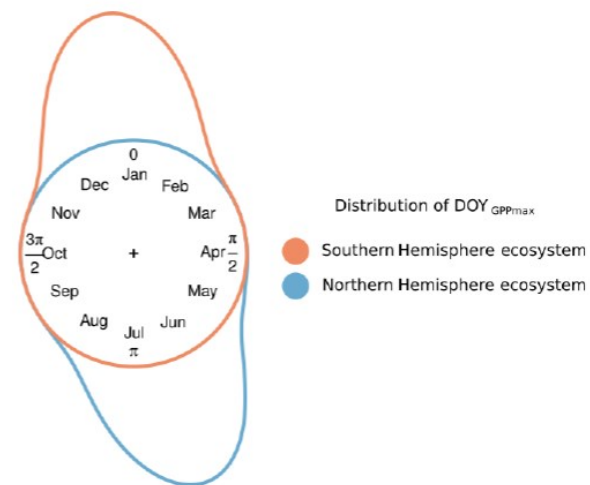 0
Jan
Dec
Feb
Nov
Mar
3π/2
Oct
+
Apr
π/2
Sep
May
Aug
Jun
Jul
π
Distribution of DOY GPPmax
Southern Hemisphere ecosystem
Northern Hemisphere ecosystem